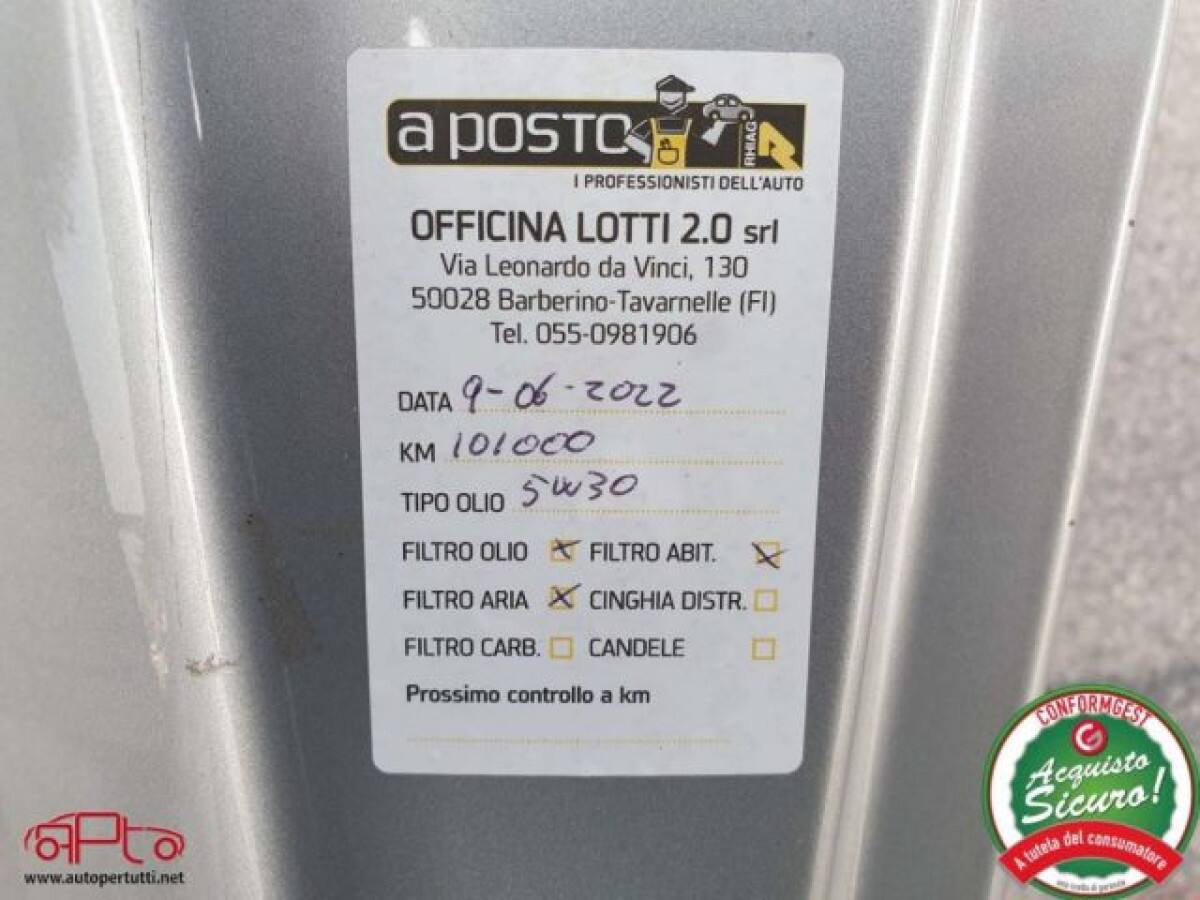 a posto
RHIAG
I PROFESSIONISTI DELL'AUTO
OFFICINA LOTTI 2.0 srl
Via Leonardo da Vinci, 130
50028 Barberino-Tavarnelle (FI)
Tel. 055-0981906
DATA 9-06-2022
KM 101000
TIPO OLIO 5W30
FILTRO OLIO FILTRO ABIT.
FILTRO ARIA CINGHIA DISTR.
FILTRO CARB. CANDELE
Prossimo controllo a km
APt
www.autopertutti.net
CONFORMGEST
Acquisto
Sicuro!
A tutela del consumatore